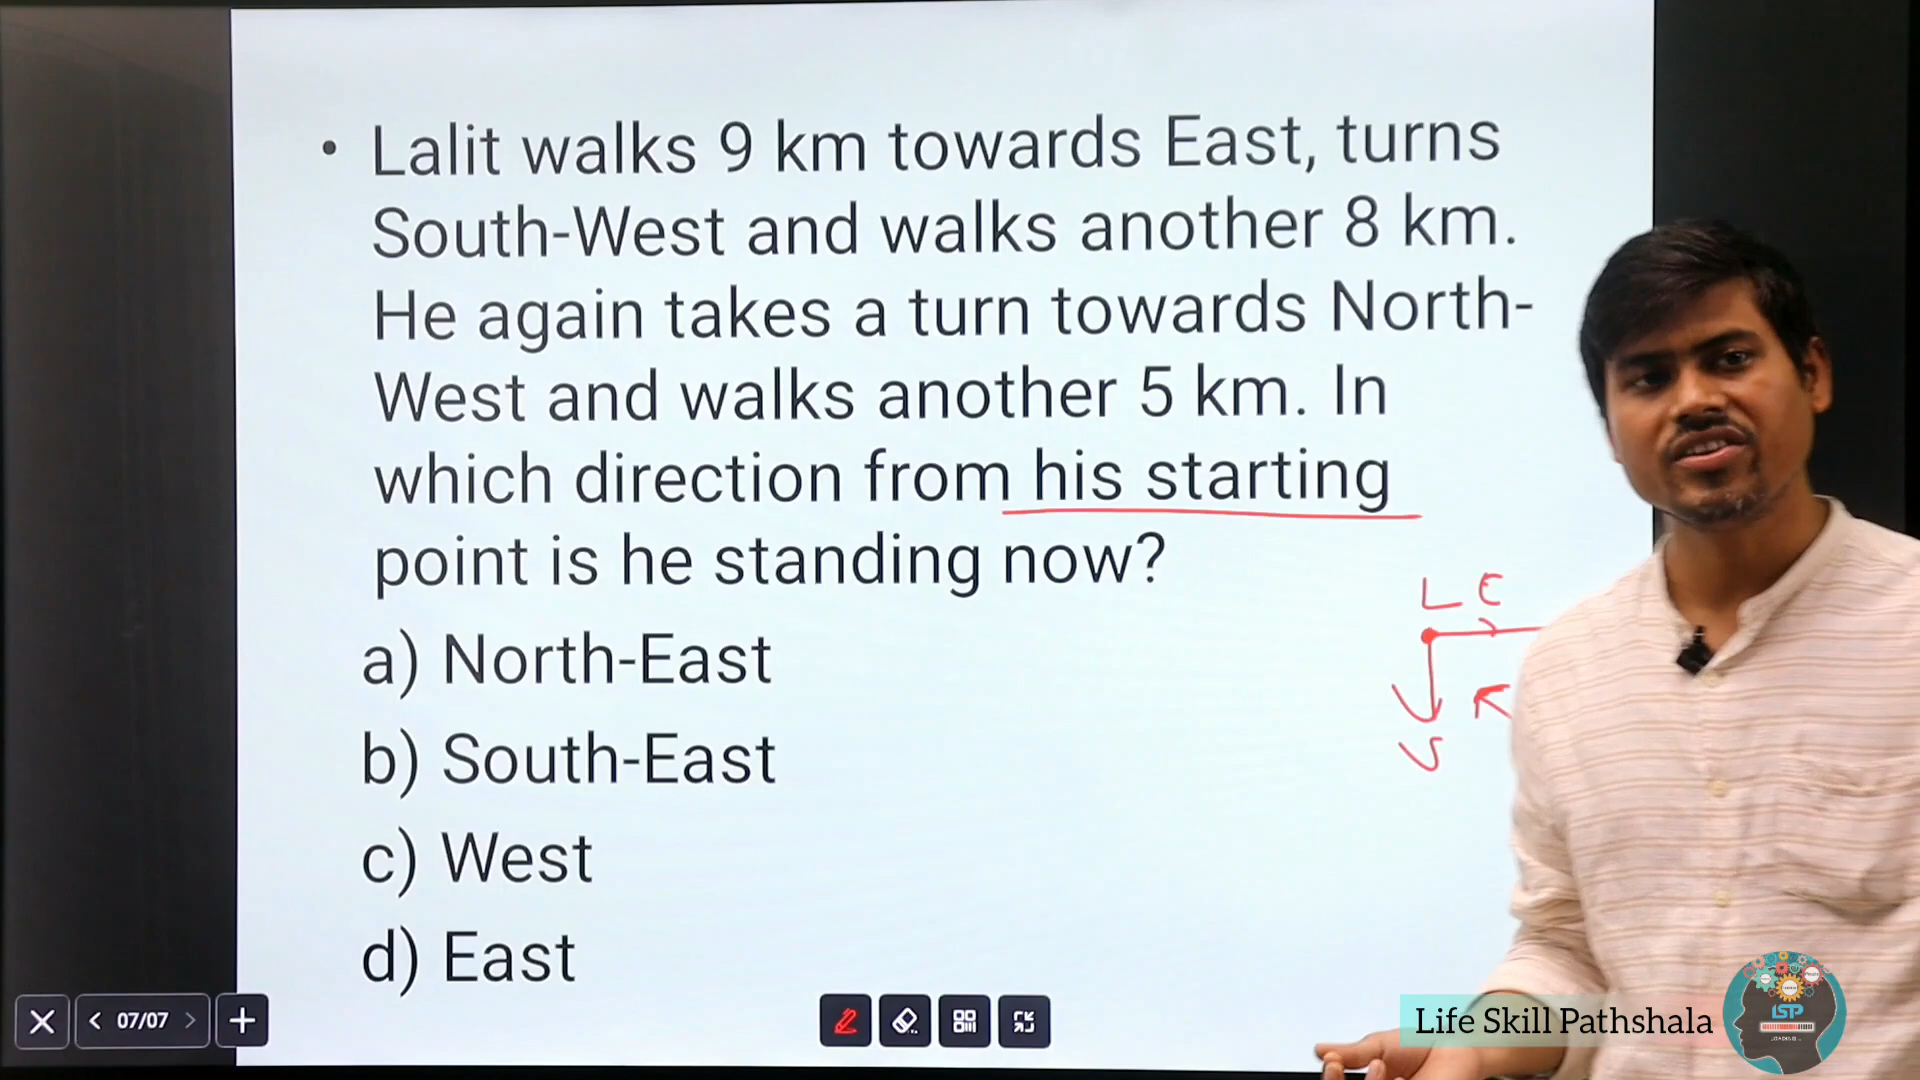 • Lalit walks 9 km towards East, turns
South-West and walks another 8 km.
He again takes a turn towards North-
West and walks another 5 km. In
which direction from his starting
point is he standing now?
L E
S
a) North-East
b) South-East
c) West
d) East
07/07
Life Skill Pathshala
LSP